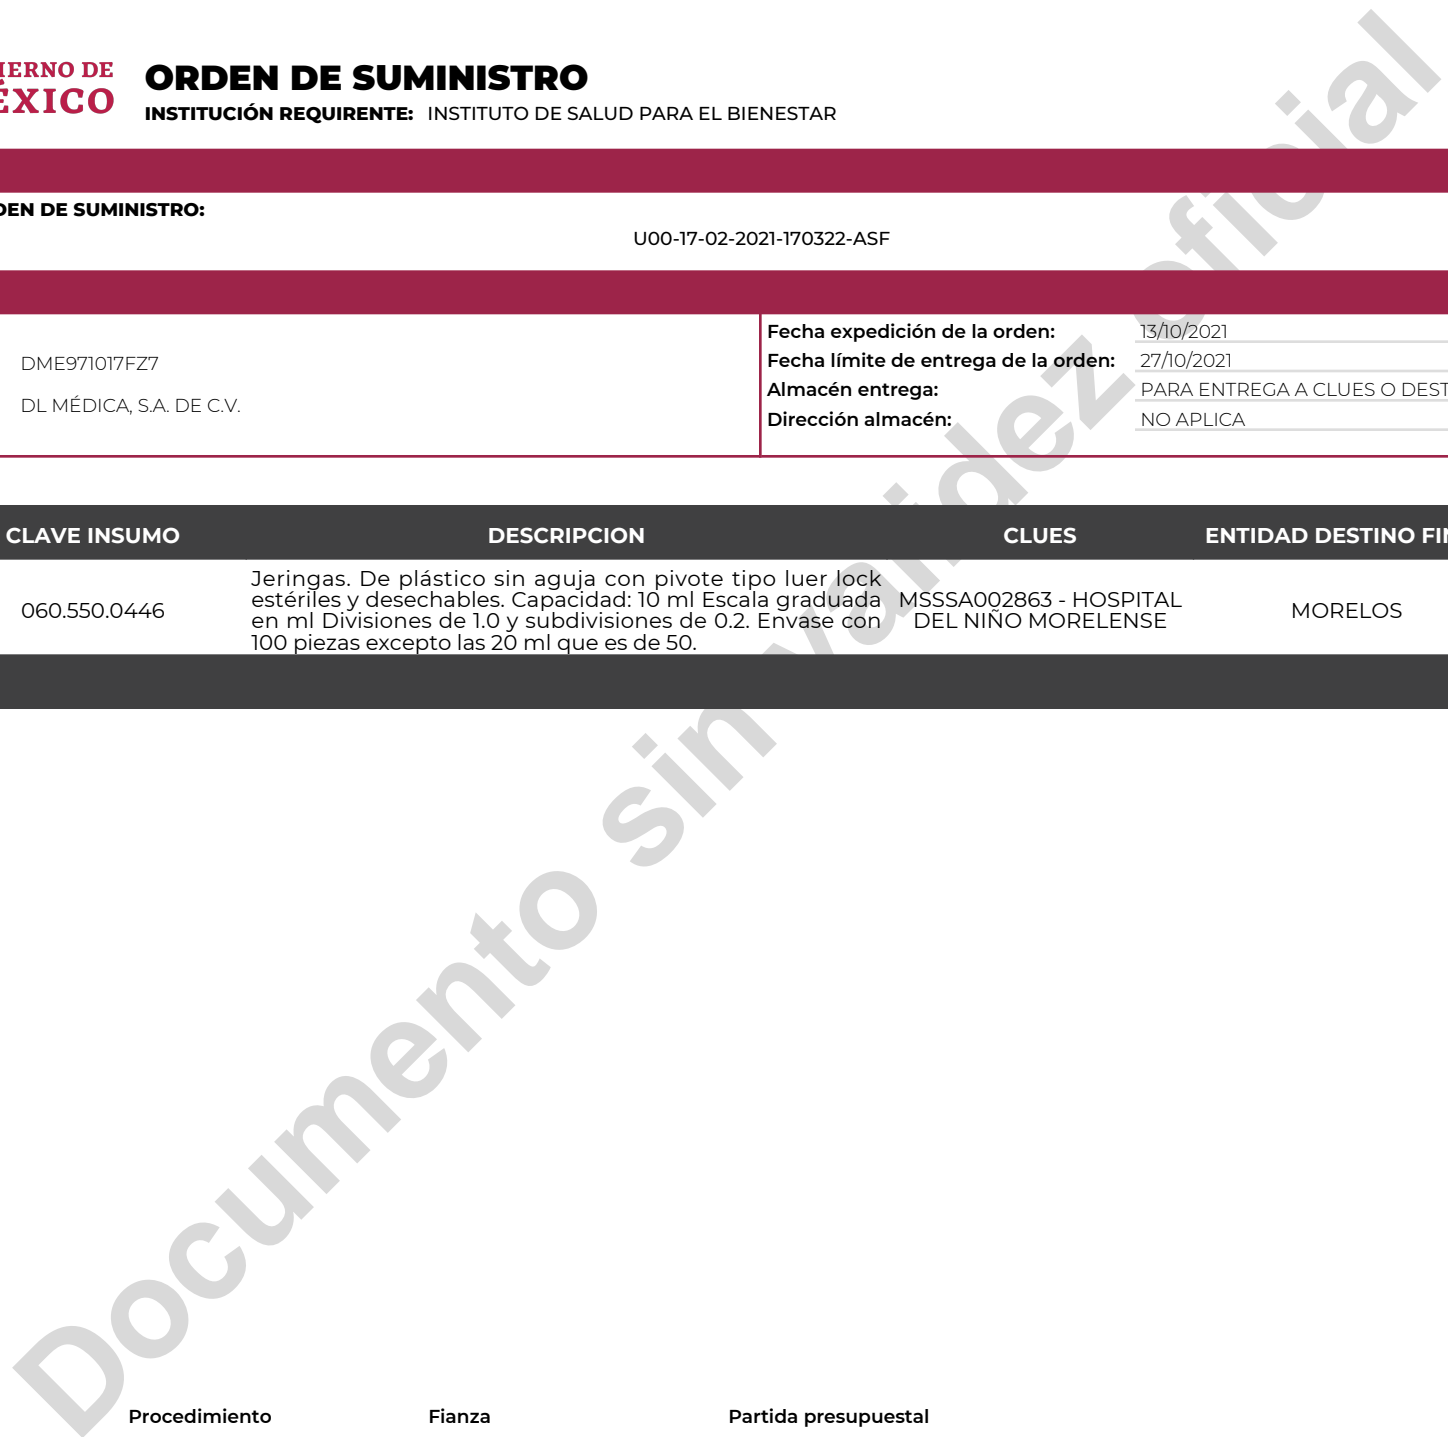 IERNO DE
ÉXICO
ORDEN DE SUMINISTRO
INSTITUCIÓN REQUIRENTE: INSTITUTO DE SALUD PARA EL BIENESTAR
DEN DE SUMINISTRO:
U00-17-02-2021-170322-ASF
DME971017FZ7
DL MÉDICA, S.A. DE C.V.
Fecha expedición de la orden: 13/10/2021
Fecha límite de entrega de la orden: 27/10/2021
Almacén entrega: PARA ENTREGA A CLUES O DEST
Dirección almacén: NO APLICA
CLAVE INSUMO DESCRIPCION CLUES ENTIDAD DESTINO FIN
060.550.0446
Jeringas. De plástico sin aguja con pivote tipo luer lock
estériles y desechables. Capacidad: 10 ml Escala graduada
en ml Divisiones de 1.0 y subdivisiones de 0.2. Envase con
100 piezas excepto las 20 ml que es de 50.
MSSSA002863 - HOSPITAL
DEL NIÑO MORELENSE
MORELOS
Documento sin validez oficial
Procedimiento Fianza Partida presupuestal